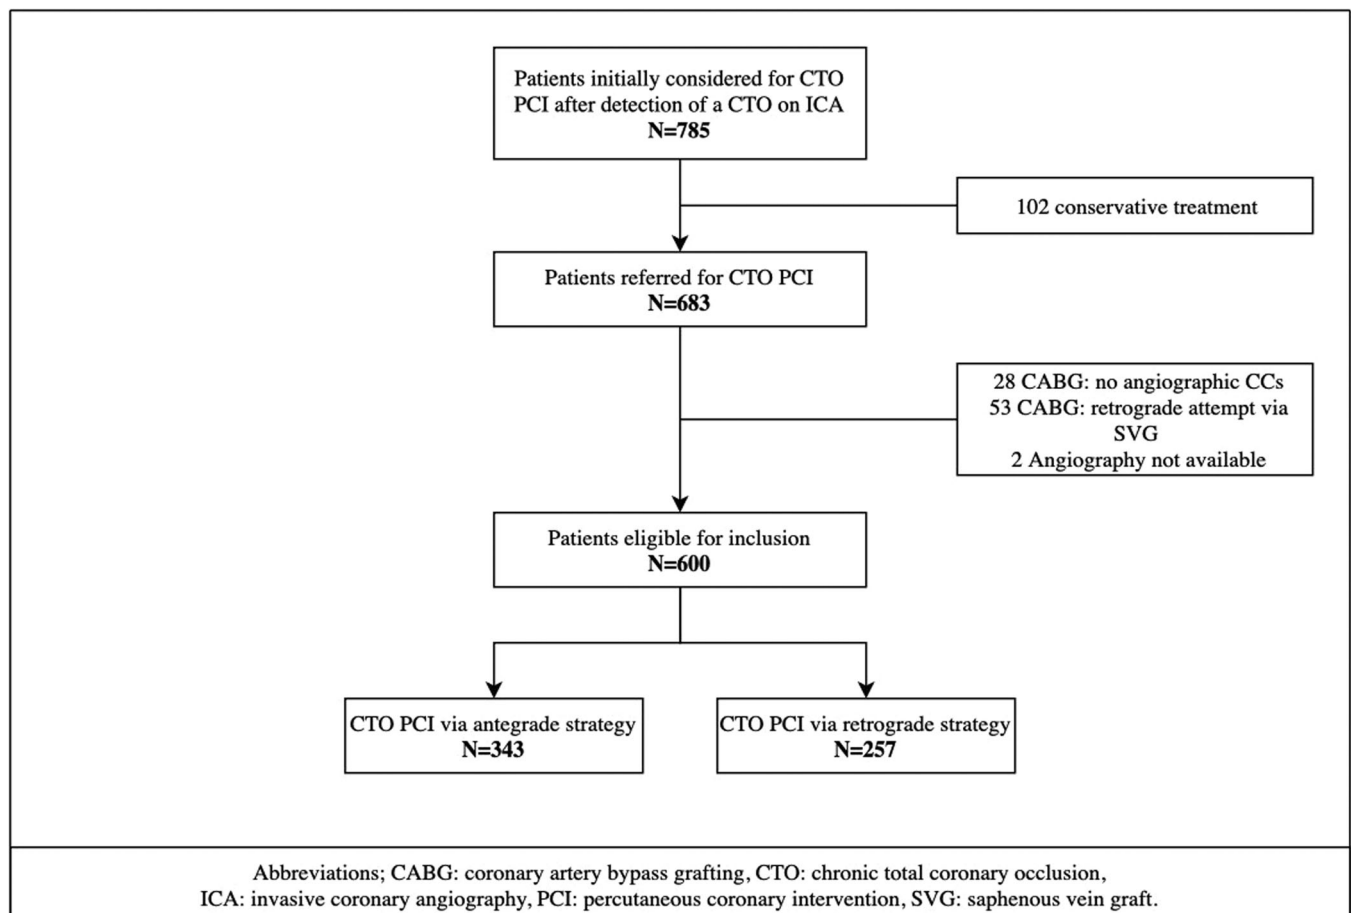 Patients initially considered for CTO
PCI after detection of a CTO on ICA
N=785
102 conservative treatment
Patients referred for CTO PCI
N=683
28 CABG: no angiographic CCs
53 CABG: retrograde attempt via
SVG
2 Angiography not available
Patients eligible for inclusion
N=600
CTO PCI via antegrade strategy
N=343
CTO PCI via retrograde strategy
N=257
Abbreviations; CABG: coronary artery bypass grafting, CTO: chronic total coronary occlusion,
ICA: invasive coronary angiography, PCI: percutaneous coronary intervention, SVG: saphenous vein graft.